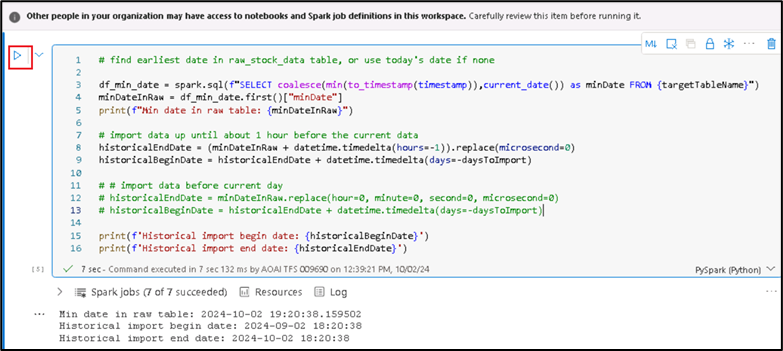 Other people in your organization may have access to notebooks and Spark job definitions in this workspace. Carefully review this item before running it.
M↓
1 # find earliest date in raw_stock_data table, or use today's date if none
2
3 df_min_date = spark.sql(f"SELECT coalesce(min(to_timestamp(timestamp)),current_date()) as minDate FROM {targetTableName}")
4 minDateInRaw = df_min_date.first()["minDate"]
5 print(f"Min date in raw table: {minDateInRaw}")
6
7 # import data up until about 1 hour before the current data
8 historicalEndDate = (minDateInRaw + datetime.timedelta(hours=-1)).replace(microsecond=0)
9 historicalBeginDate = historicalEndDate + datetime.timedelta(days=-daysToImport)
10
11 # # import data before current day
12 # historicalEndDate = minDateInRaw.replace(hour=0, minute=0, second=0, microsecond=0)
13 # historicalBeginDate = historicalEndDate + datetime.timedelta(days=-daysToImport)
14
15 print(f'Historical import begin date: {historicalBeginDate}')
16 print(f'Historical import end date: {historicalEndDate}')
[5] 7 sec - Command executed in 7 sec 132 ms by AOAI TFS 009690 on 12:39:21 PM, 10/02/24 PySpark (Python)
Spark jobs (7 of 7 succeeded) Resources Log
Min date in raw table: 2024-10-02 19:20:38.159502
Historical import begin date: 2024-09-02 18:20:38
Historical import end date: 2024-10-02 18:20:38